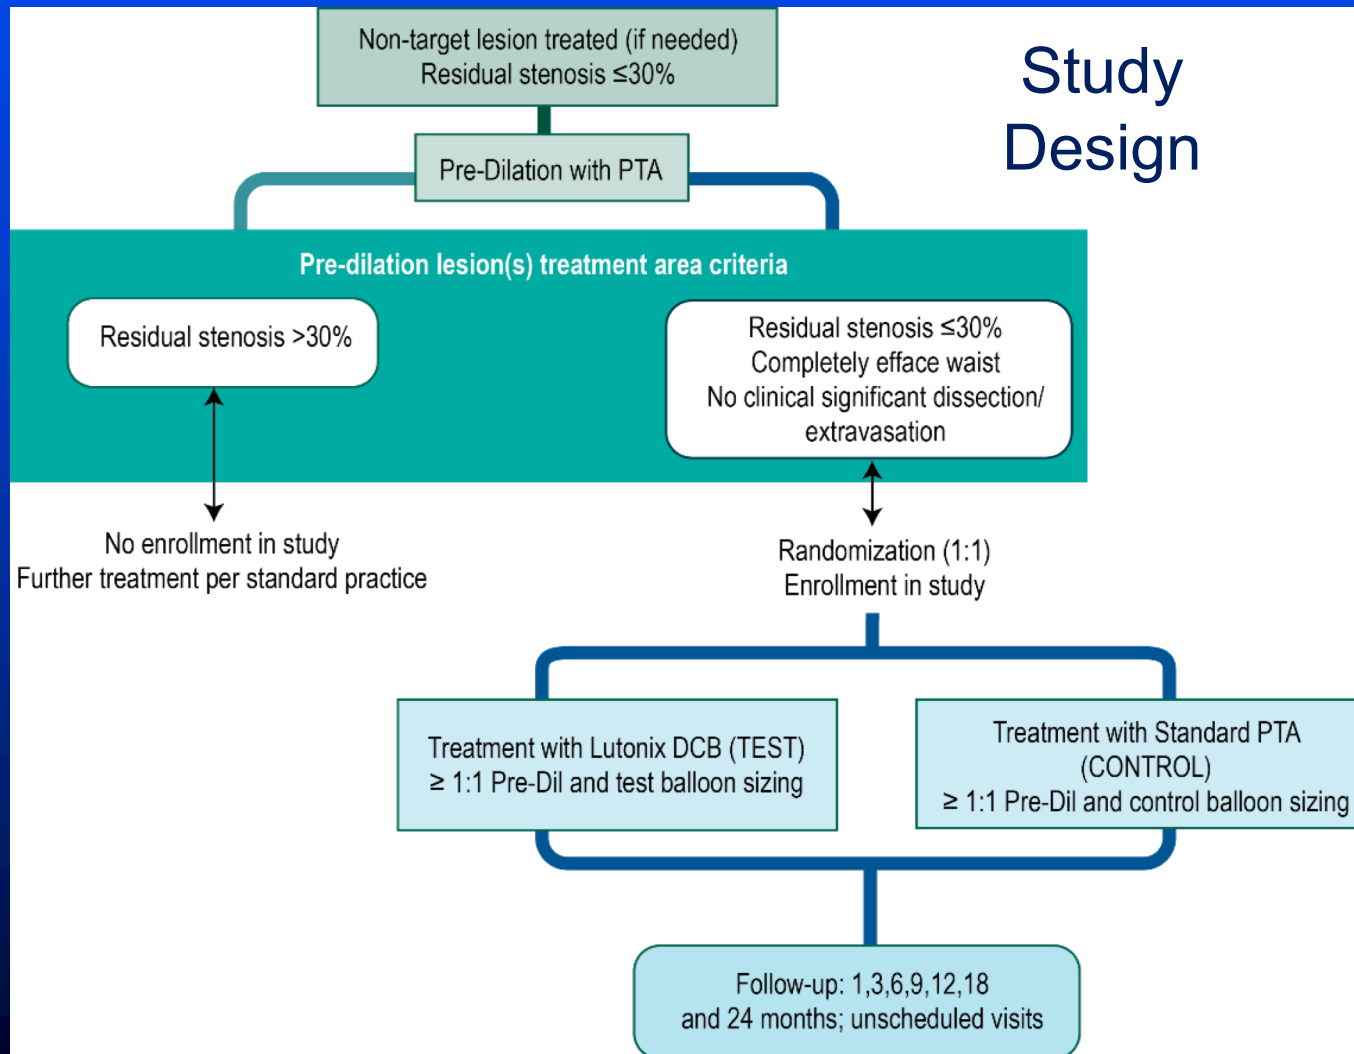 Study
Design
Non-target lesion treated (if needed)
Residual stenosis ≤30%
Pre-Dilation with PTA
Pre-dilation lesion(s) treatment area criteria
Residual stenosis >30%
Residual stenosis ≤30%
Completely efface waist
No clinical significant dissection/
extravasation
No enrollment in study
Further treatment per standard practice
Randomization (1:1)
Enrollment in study
Treatment with Lutonix DCB (TEST)
≥ 1:1 Pre-Dil and test balloon sizing
Treatment with Standard PTA
(CONTROL)
≥ 1:1 Pre-Dil and control balloon sizing
Follow-up: 1,3,6,9,12,18
and 24 months; unscheduled visits